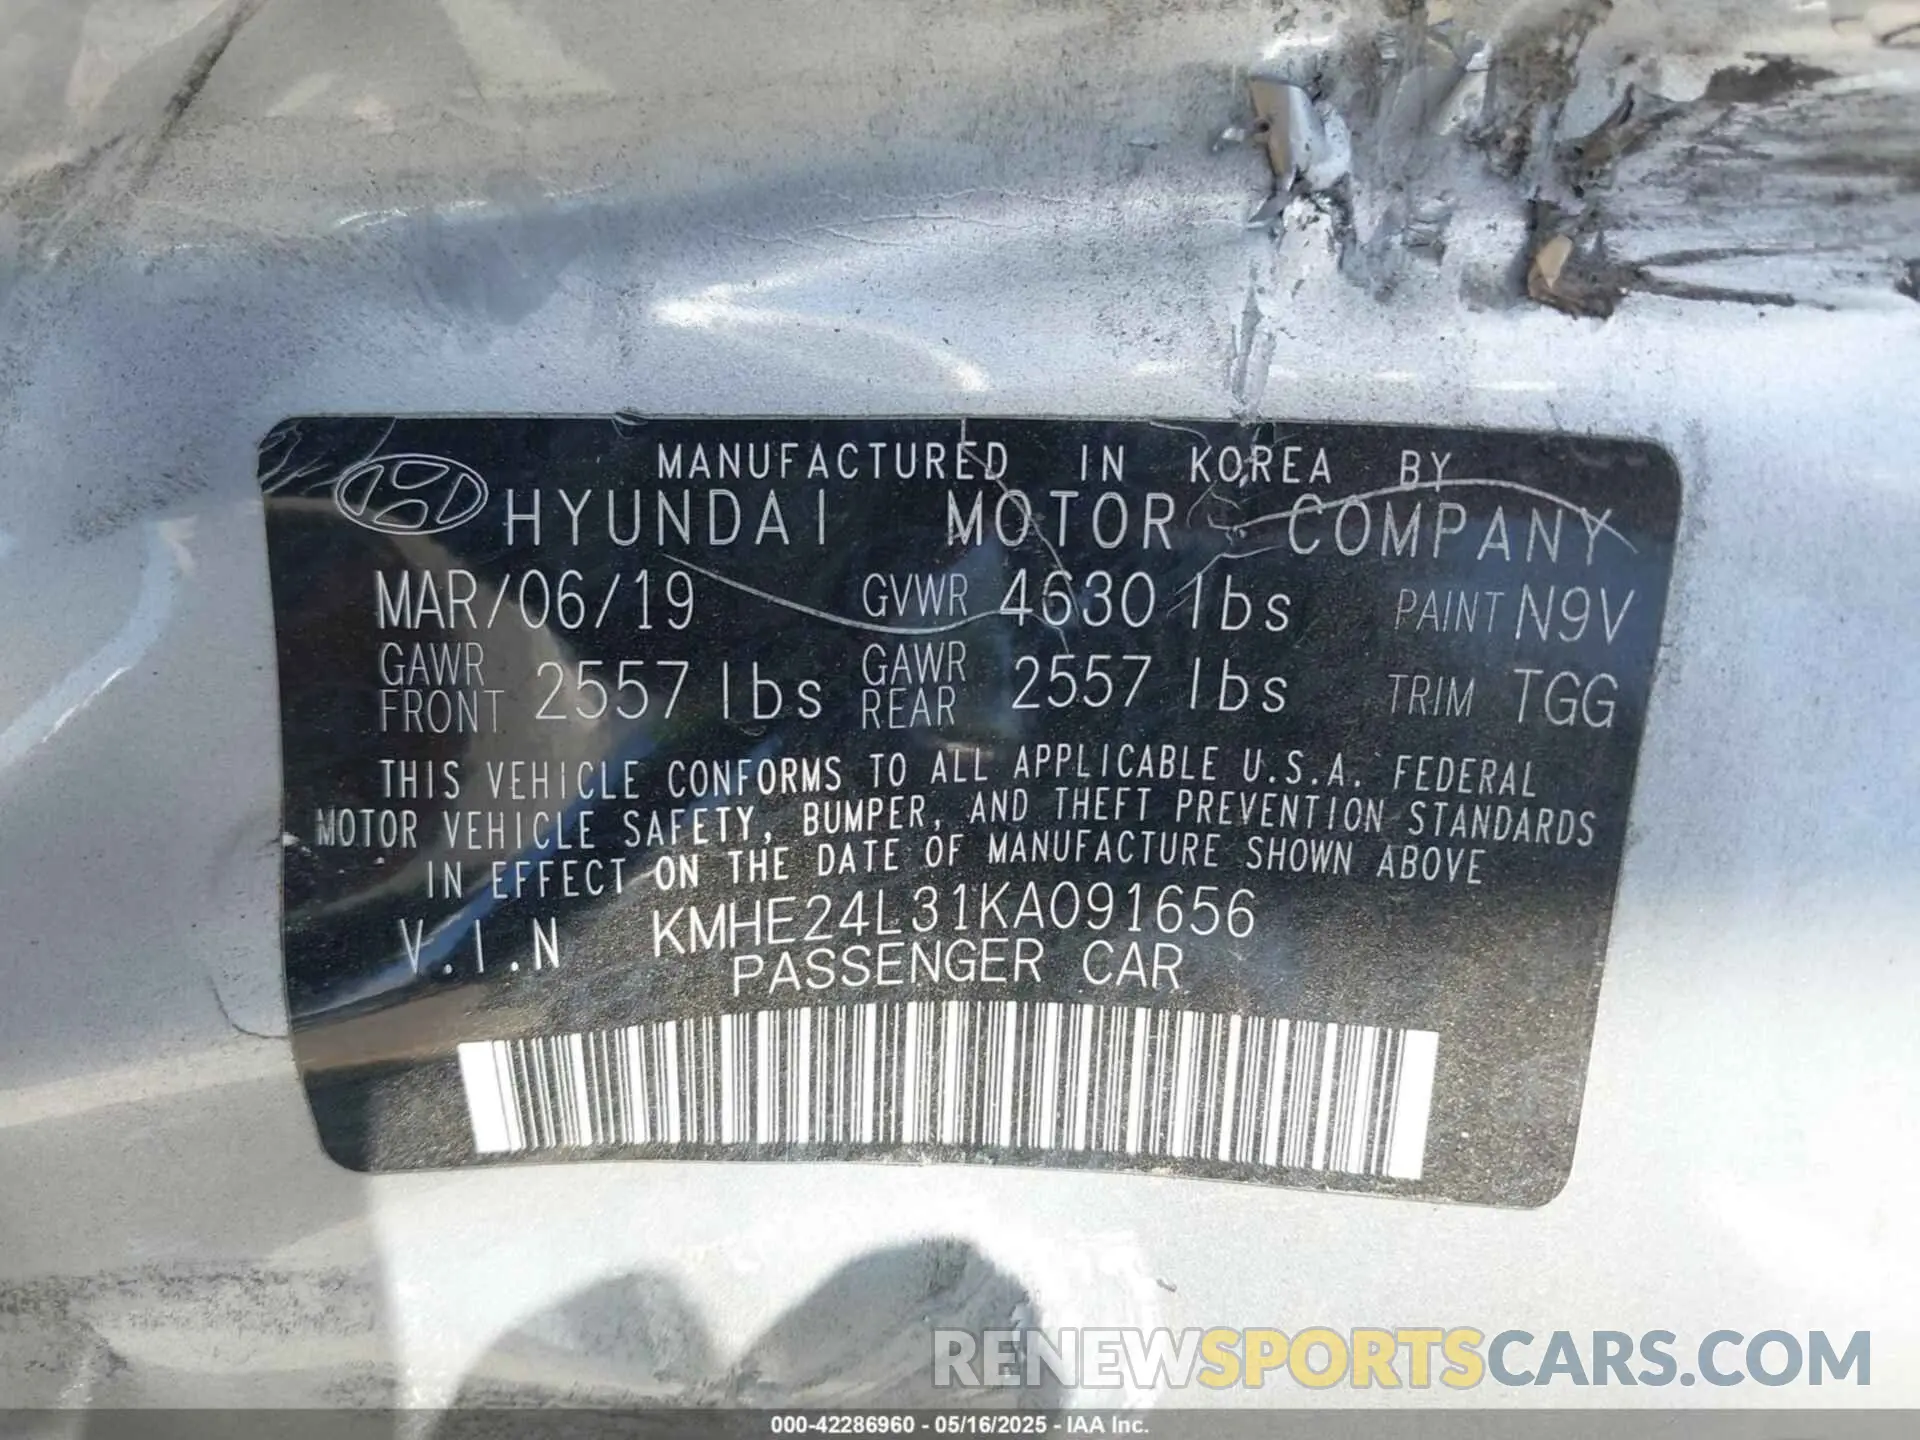 MANUFACTURED IN KOREA BY
HYUNDAI MOTOR COMPANY
MAR/06/19 GVWR 4630 lbs PAINT N9V
GAWR FRONT 2557 lbs GAWR REAR 2557 lbs TRIM TGG
THIS VEHICLE CONFORMS TO ALL APPLICABLE U.S.A. FEDERAL
MOTOR VEHICLE SAFETY, BUMPER, AND THEFT PREVENTION STANDARDS
IN EFFECT ON THE DATE OF MANUFACTURE SHOWN ABOVE
V.I.N KMHE24L31KA091656
PASSENGER CAR
RENEWSPORTSCARS.COM
000-42286960 - 05/16/2025 - IAA Inc.